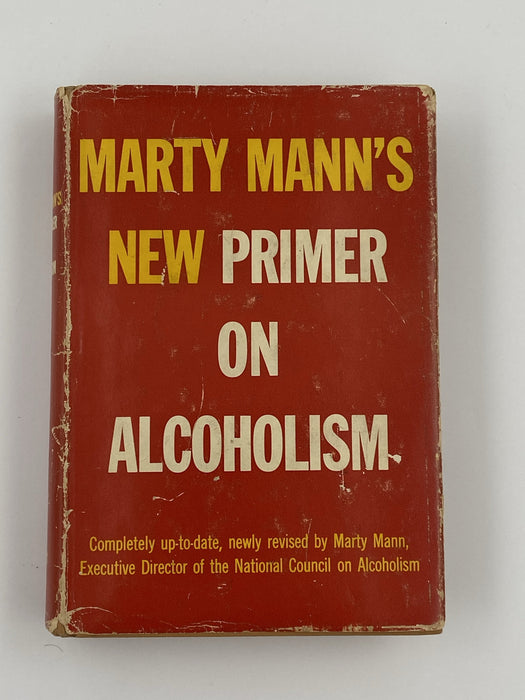 MARTY MANN'S
NEW PRIMER
ON
ALCOHOLISM
Completely up-to-date, newly revised by Marty Mann,
Executive Director of the National Council on Alcoholism